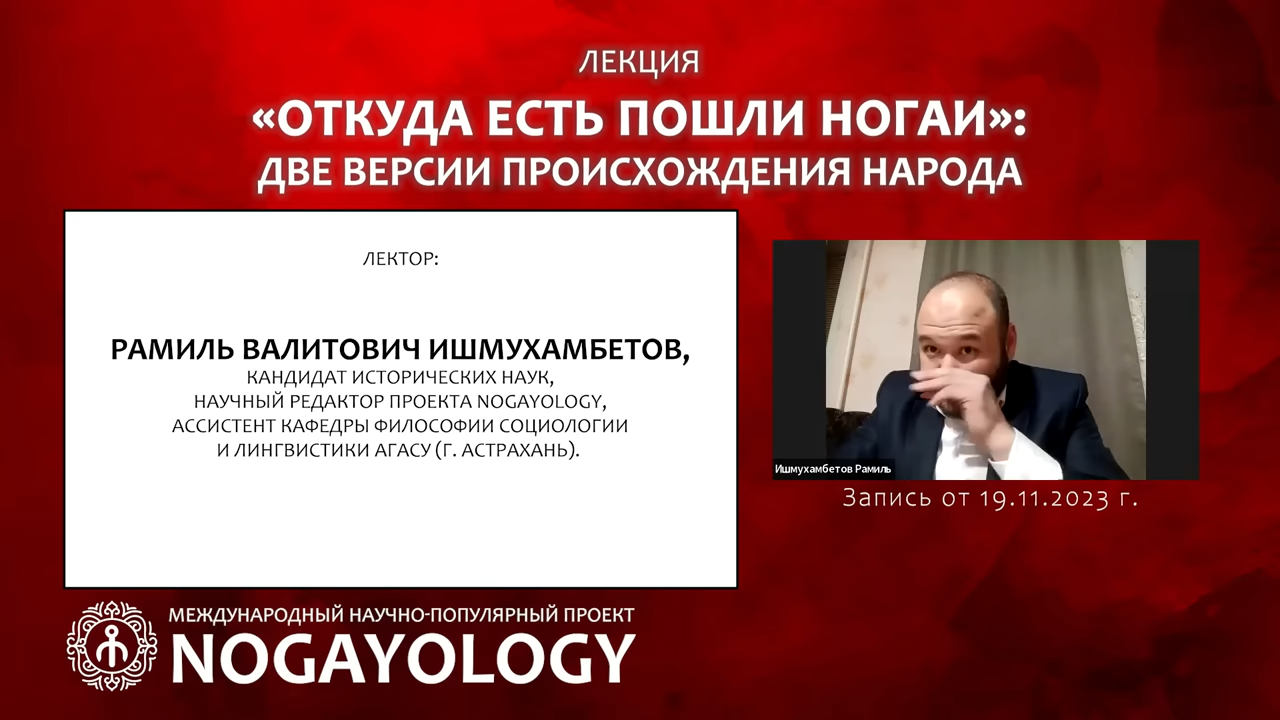 ЛЕКЦИЯ
«ОТКУДА ЕСТЬ ПОШЛИ НОГАИ»:
ДВЕ ВЕРСИИ ПРОИСХОЖДЕНИЯ НАРОДА
ЛЕКТОР:
РАМИЛЬ ВАЛИТОВИЧ ИШМУХАМБЕТОВ,
КАНДИДАТ ИСТОРИЧЕСКИХ НАУК,
НАУЧНЫЙ РЕДАКТОР ПРОЕКТА NOGAYOLOGY,
АССИСТЕНТ КАФЕДРЫ ФИЛОСОФИИ СОЦИОЛОГИИ
И ЛИНГВИСТИКИ АГАСУ (Г. АСТРАХАНЬ).
Ишмухамбетов Рамиль
Запись от 19.11.2023 г.
МЕЖДУНАРОДНЫЙ НАУЧНО-ПОПУЛЯРНЫЙ ПРОЕКТ
NOGAYOLOGY